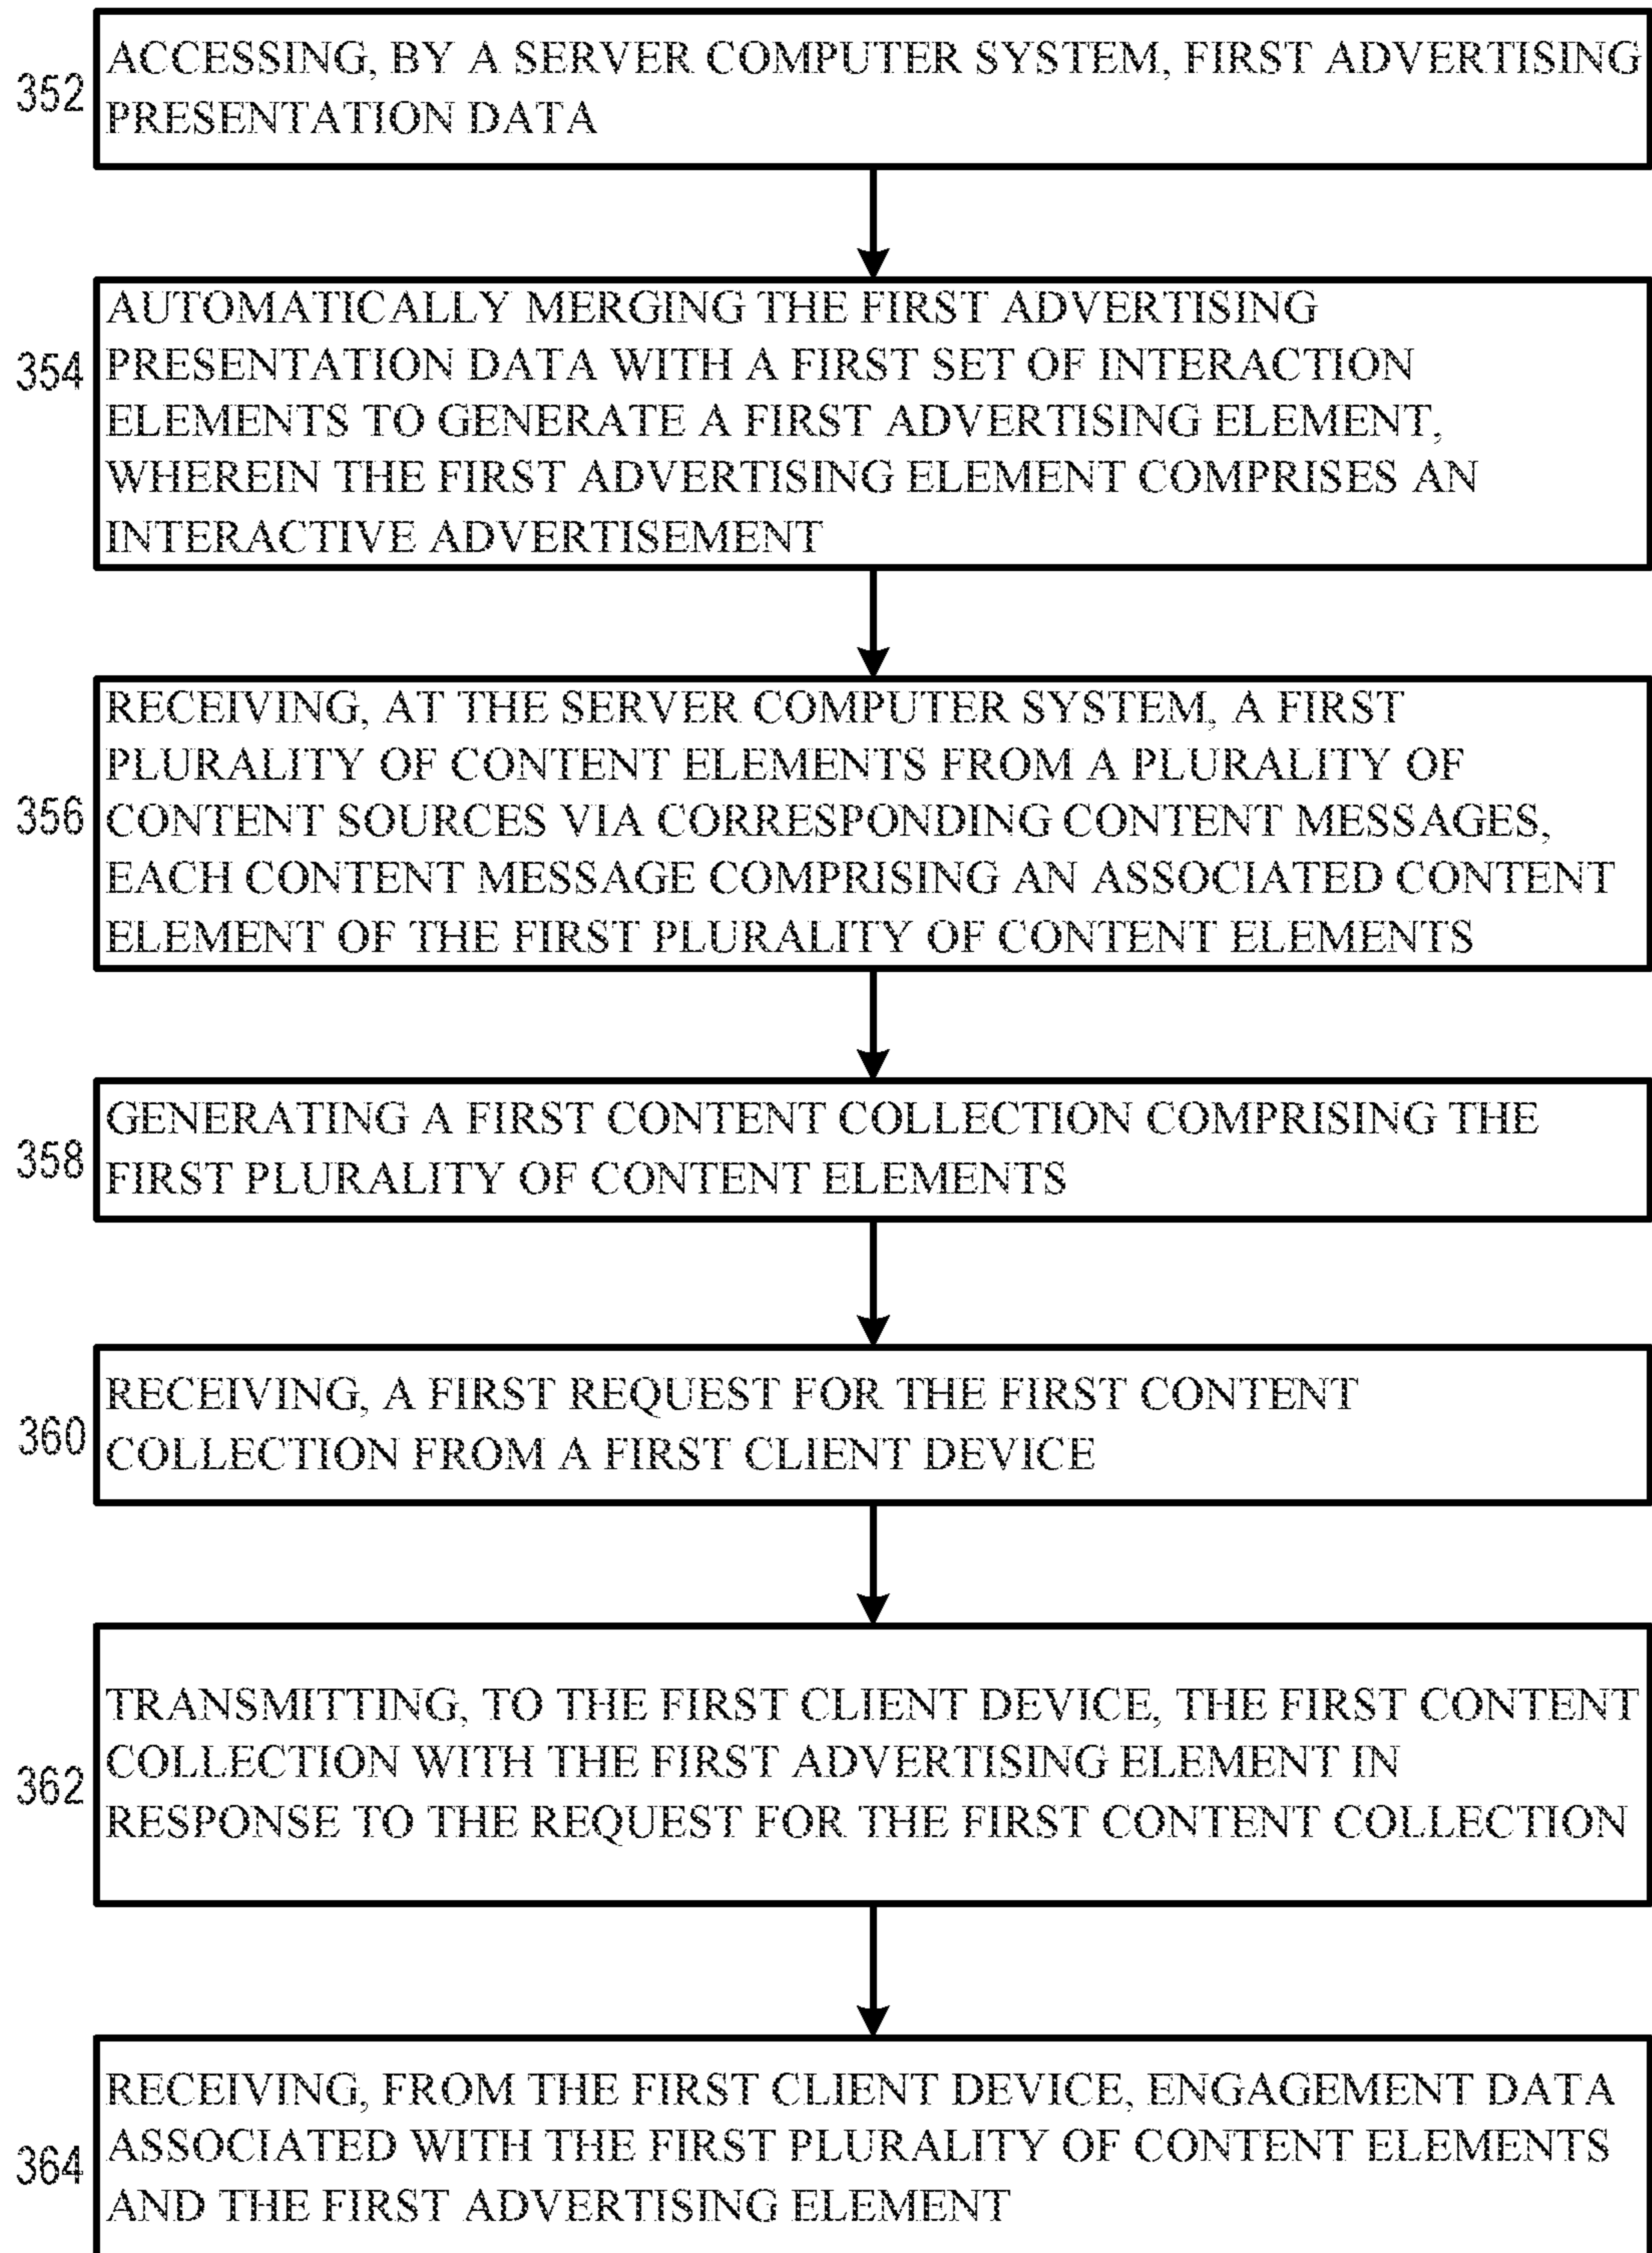 352
ACCESSING, BY A SERVER COMPUTER SYSTEM, FIRST ADVERTISING
PRESENTATION DATA
354
AUTOMATICALLY MERGING THE FIRST ADVERTISING
PRESENTATION DATA WITH A FIRST SET OF INTERACTION
ELEMENTS TO GENERATE A FIRST ADVERTISING ELEMENT,
WHEREIN THE FIRST ADVERTISING ELEMENT COMPRISES AN
INTERACTIVE ADVERTISEMENT
356
RECEIVING, AT THE SERVER COMPUTER SYSTEM, A FIRST
PLURALITY OF CONTENT ELEMENTS FROM A PLURALITY OF
CONTENT SOURCES VIA CORRESPONDING CONTENT MESSAGES,
EACH CONTENT MESSAGE COMPRISING AN ASSOCIATED CONTENT
ELEMENT OF THE FIRST PLURALITY OF CONTENT ELEMENTS
358
GENERATING A FIRST CONTENT COLLECTION COMPRISING THE
FIRST PLURALITY OF CONTENT ELEMENTS
360
RECEIVING, A FIRST REQUEST FOR THE FIRST CONTENT
COLLECTION FROM A FIRST CLIENT DEVICE
362
TRANSMITTING, TO THE FIRST CLIENT DEVICE, THE FIRST CONTENT
COLLECTION WITH THE FIRST ADVERTISING ELEMENT IN
RESPONSE TO THE REQUEST FOR THE FIRST CONTENT COLLECTION
364
RECEIVING, FROM THE FIRST CLIENT DEVICE, ENGAGEMENT DATA
ASSOCIATED WITH THE FIRST PLURALITY OF CONTENT ELEMENTS
AND THE FIRST ADVERTISING ELEMENT